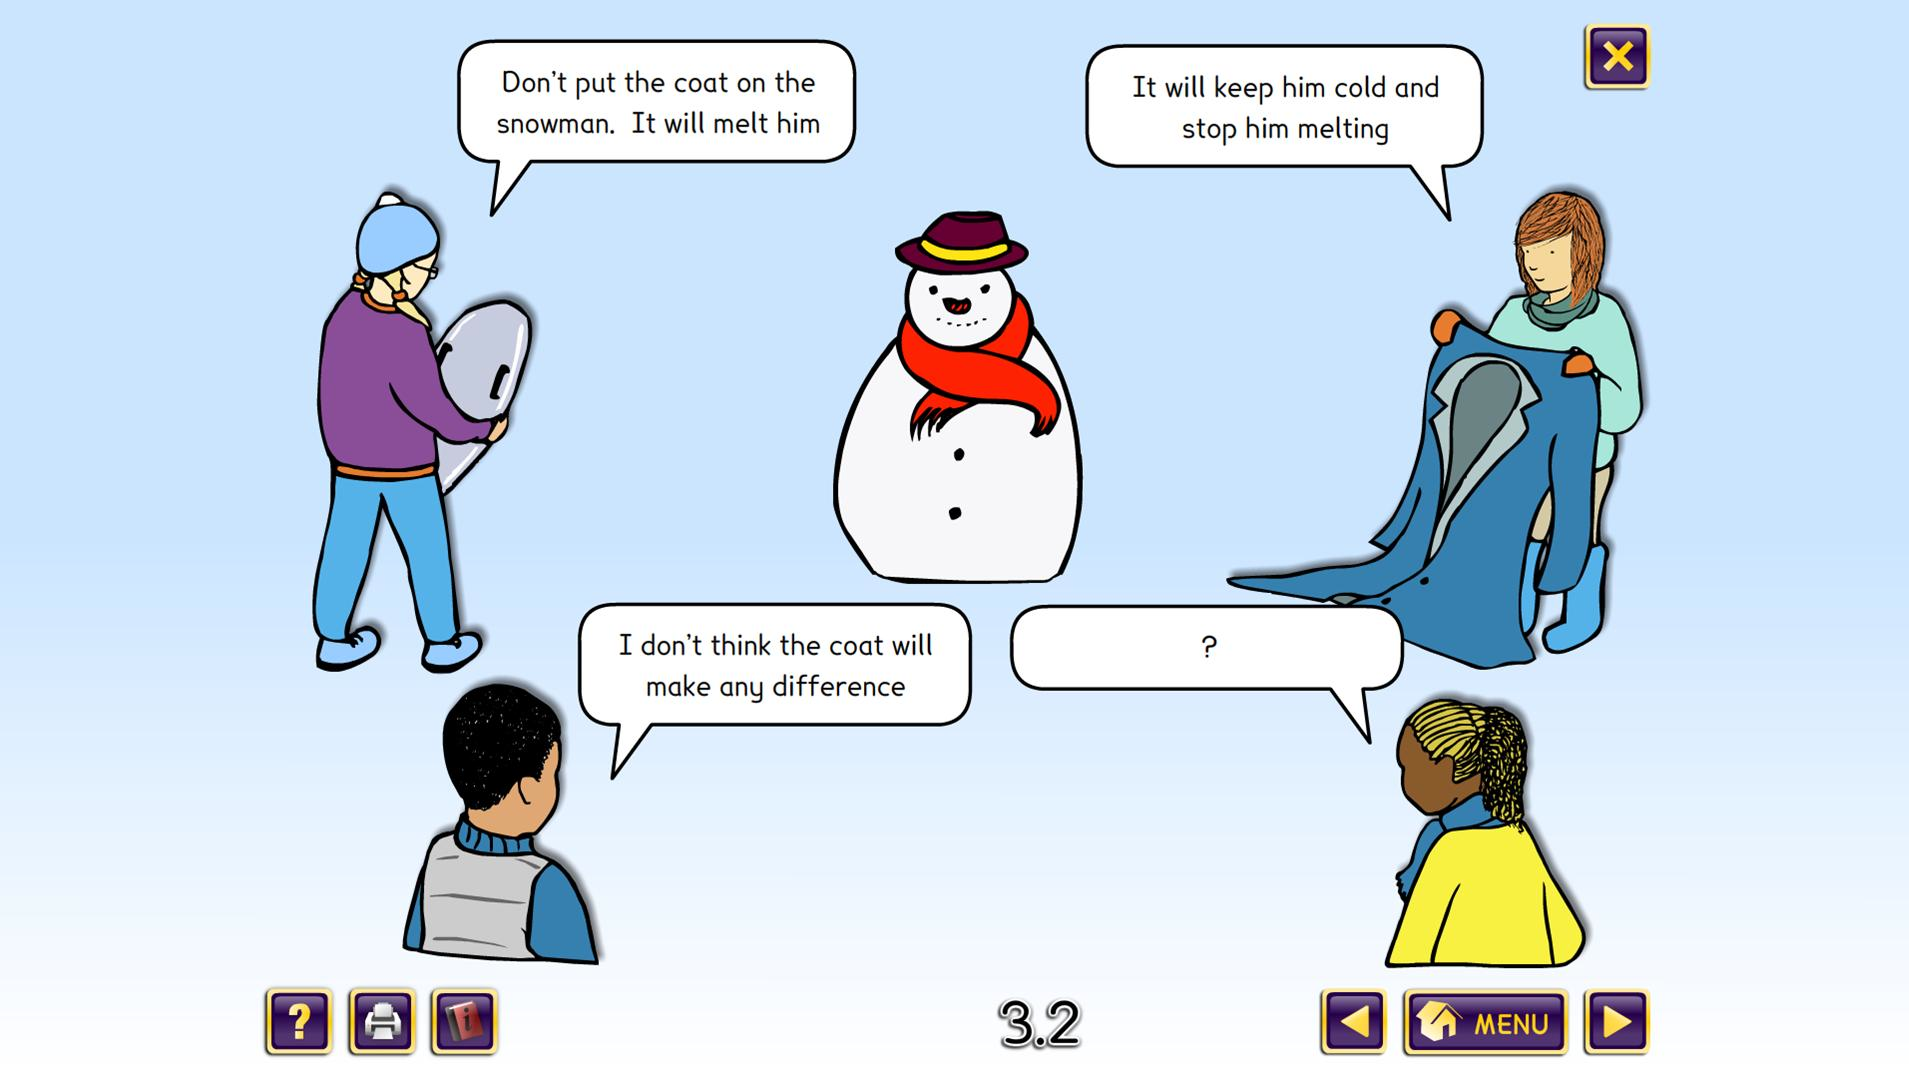 Don't put the coat on the
snowman. It will melt him
It will keep him cold and
stop him melting
I don't think the coat will
make any difference
?
?
i
3.2
MENU